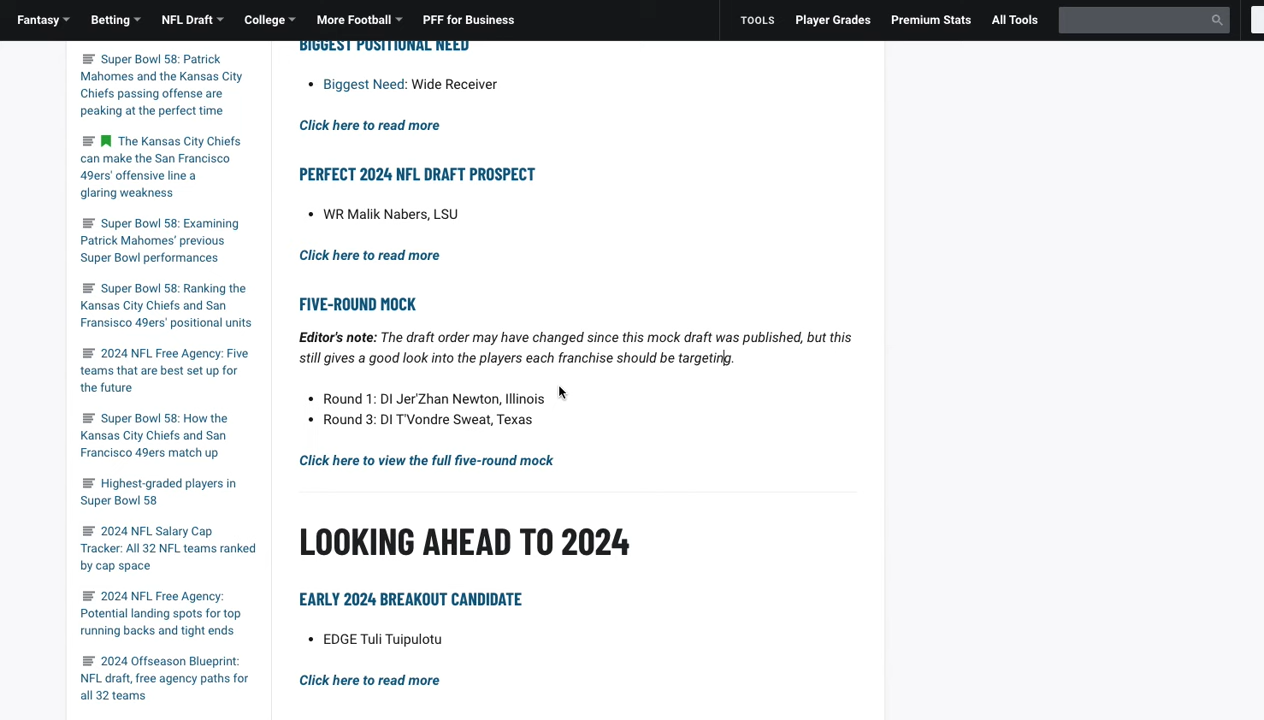 Fantasy Betting NFL Draft College More Football PFF for Business TOOLS Player Grades Premium Stats All Tools
Super Bowl 58: Patrick
Mahomes and the Kansas City
Chiefs passing offense are
peaking at the perfect time
The Kansas City Chiefs
can make the San Francisco
49ers' offensive line a
glaring weakness
Super Bowl 58: Examining
Patrick Mahomes’ previous
Super Bowl performances
Super Bowl 58: Ranking the
Kansas City Chiefs and San
Fransisco 49ers' positional units
2024 NFL Free Agency: Five
teams that are best set up for
the future
Super Bowl 58: How the
Kansas City Chiefs and San
Francisco 49ers match up
Highest-graded players in
Super Bowl 58
2024 NFL Salary Cap
Tracker: All 32 NFL teams ranked
by cap space
2024 NFL Free Agency:
Potential landing spots for top
running backs and tight ends
2024 Offseason Blueprint:
NFL draft, free agency paths for
all 32 teams
BIGGEST POSITIONAL NEED
• Biggest Need: Wide Receiver
Click here to read more
PERFECT 2024 NFL DRAFT PROSPECT
• WR Malik Nabers, LSU
Click here to read more
FIVE-ROUND MOCK
Editor's note: The draft order may have changed since this mock draft was published, but this
still gives a good look into the players each franchise should be targeting.
• Round 1: DI Jer'Zhan Newton, Illinois
• Round 3: DI T'Vondre Sweat, Texas
Click here to view the full five-round mock
LOOKING AHEAD TO 2024
EARLY 2024 BREAKOUT CANDIDATE
• EDGE Tuli Tuipulotu
Click here to read more